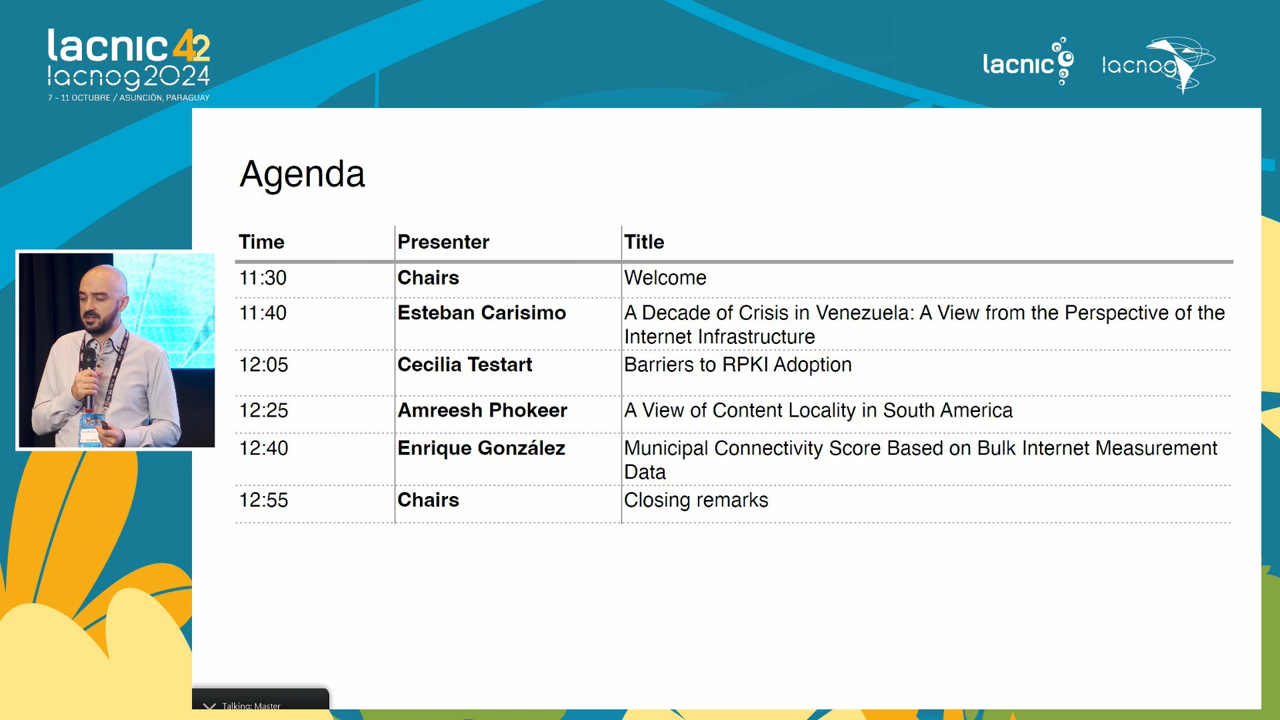 lacnic 42
lacnog2024
7 - 11 OCTUBRE / ASUNCIÓN, PARAGUAY
lacnic
lacnog
Agenda
Time Presenter Title
11:30 Chairs Welcome
11:40 Esteban Carisimo A Decade of Crisis in Venezuela: A View from the Perspective of the
Internet Infrastructure
12:05 Cecilia Testart Barriers to RPKI Adoption
12:25 Amreesh Phokeer A View of Content Locality in South America
12:40 Enrique González Municipal Connectivity Score Based on Bulk Internet Measurement
Data
12:55 Chairs Closing remarks
Talking: Master